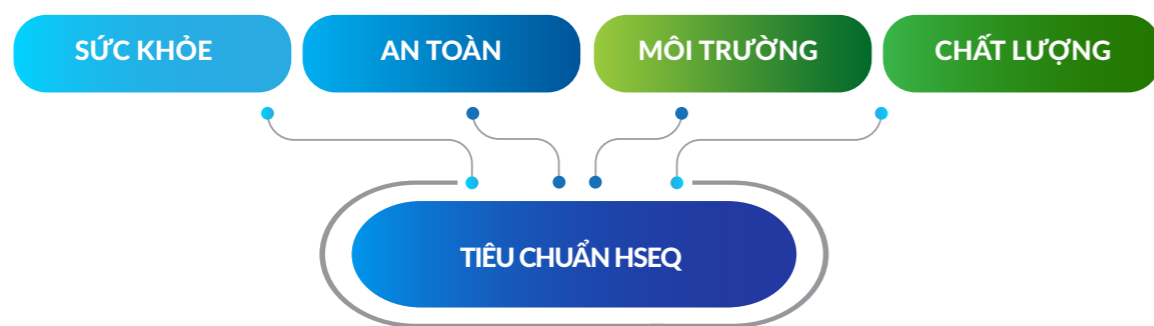 SỨC KHỎE
AN TOÀN
MÔI TRƯỜNG
CHẤT LƯỢNG
TIÊU CHUẨN HSEQ